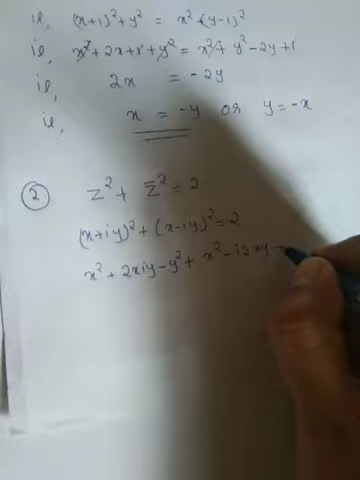 ie, (x+1)²+y² = x²+(y-1)²
ie, x²+2x+1+y² = x²+y²-2y+1
ie, 2x = -2y
ie, x = -y or y=-x
② z²+z̄²=2
(x+iy)²+(x-iy)²=2
x²+2xiy-y²+x²-i2xy-